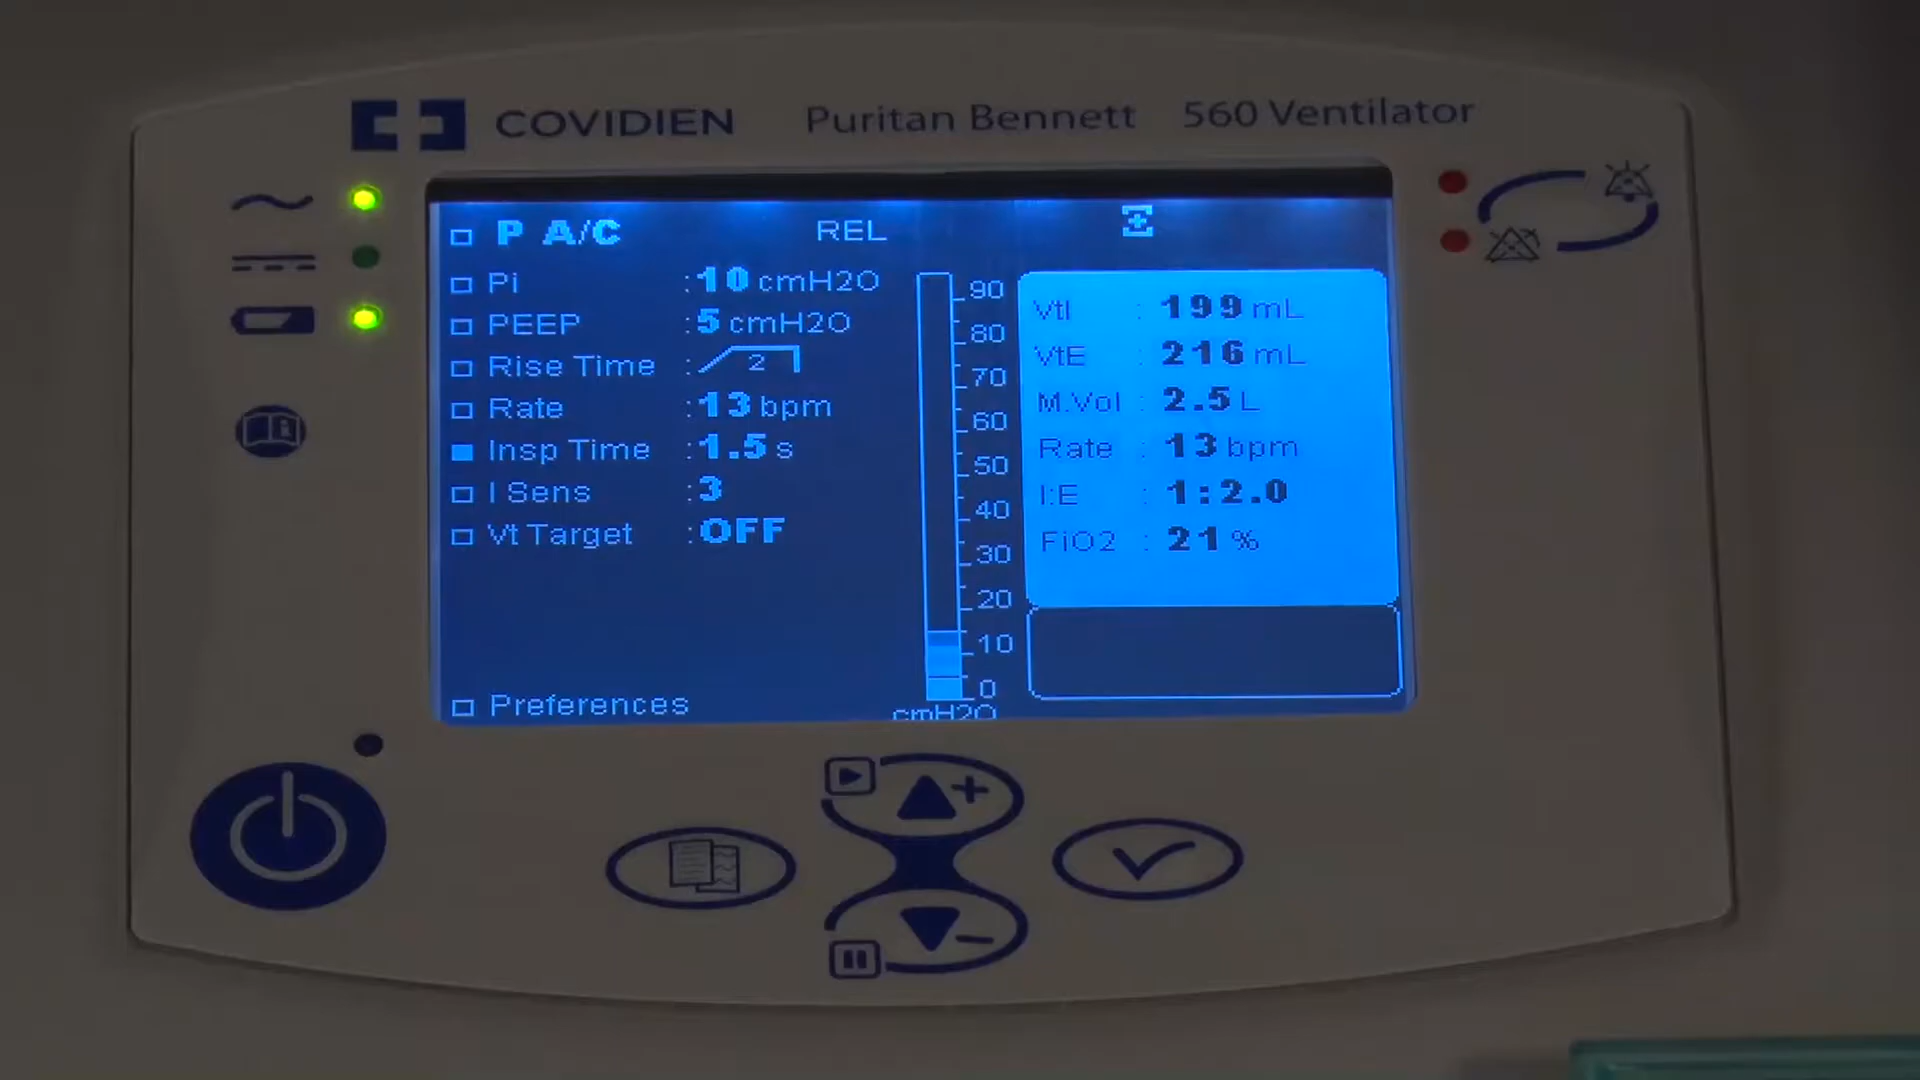 COVIDIEN Puritan Bennett 560 Ventilator
P A/C REL
Pi :10 cmH2O
PEEP :5 cmH2O
Rise Time : 2
Rate :13 bpm
Insp Time :1.5 s
I Sens :3
Vt Target :OFF
Preferences
90
80
70
60
50
40
30
20
10
0
cmH2O
VtI : 199 mL
VtE : 216 mL
M.Vol : 2.5 L
Rate : 13 bpm
I:E : 1:2.0
FiO2 : 21 %